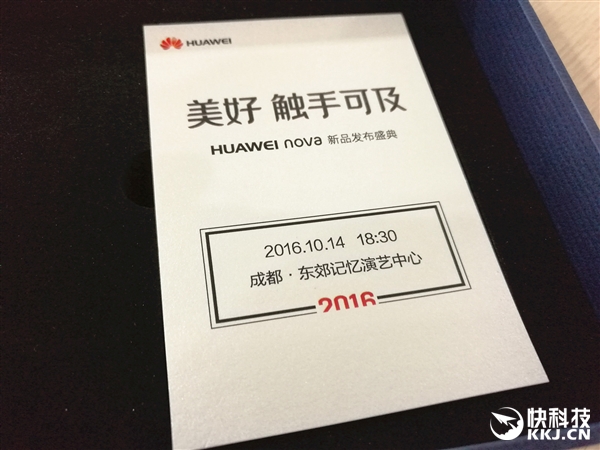 HUAWEI
美好 触手可及
HUAWEI nova 新品发布盛典
2016.10.14 18:30
成都·东郊记忆演艺中心
2016
快科技
KKJ.CN